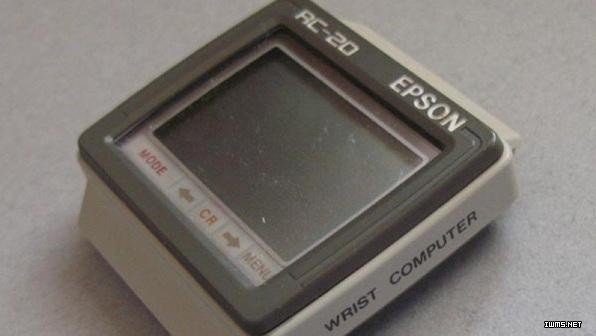 RC-20
EPSON
MODE
CR
MENU
WRIST COMPUTER
IWMS.NET